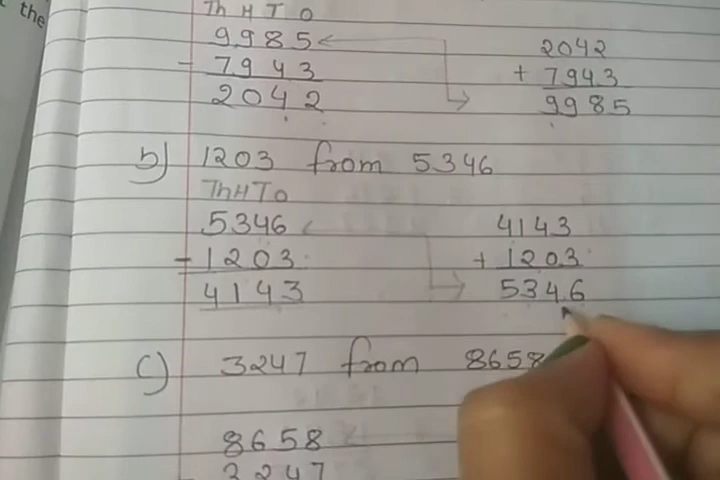 the
Th H T O
9985 2042
- 7943 + 7943
2042 9985
b) 1203 from 5346
Th H T O
5346 4143
- 1203 + 1203
4143 5346
c) 3247 from 8658
8658
- 3247